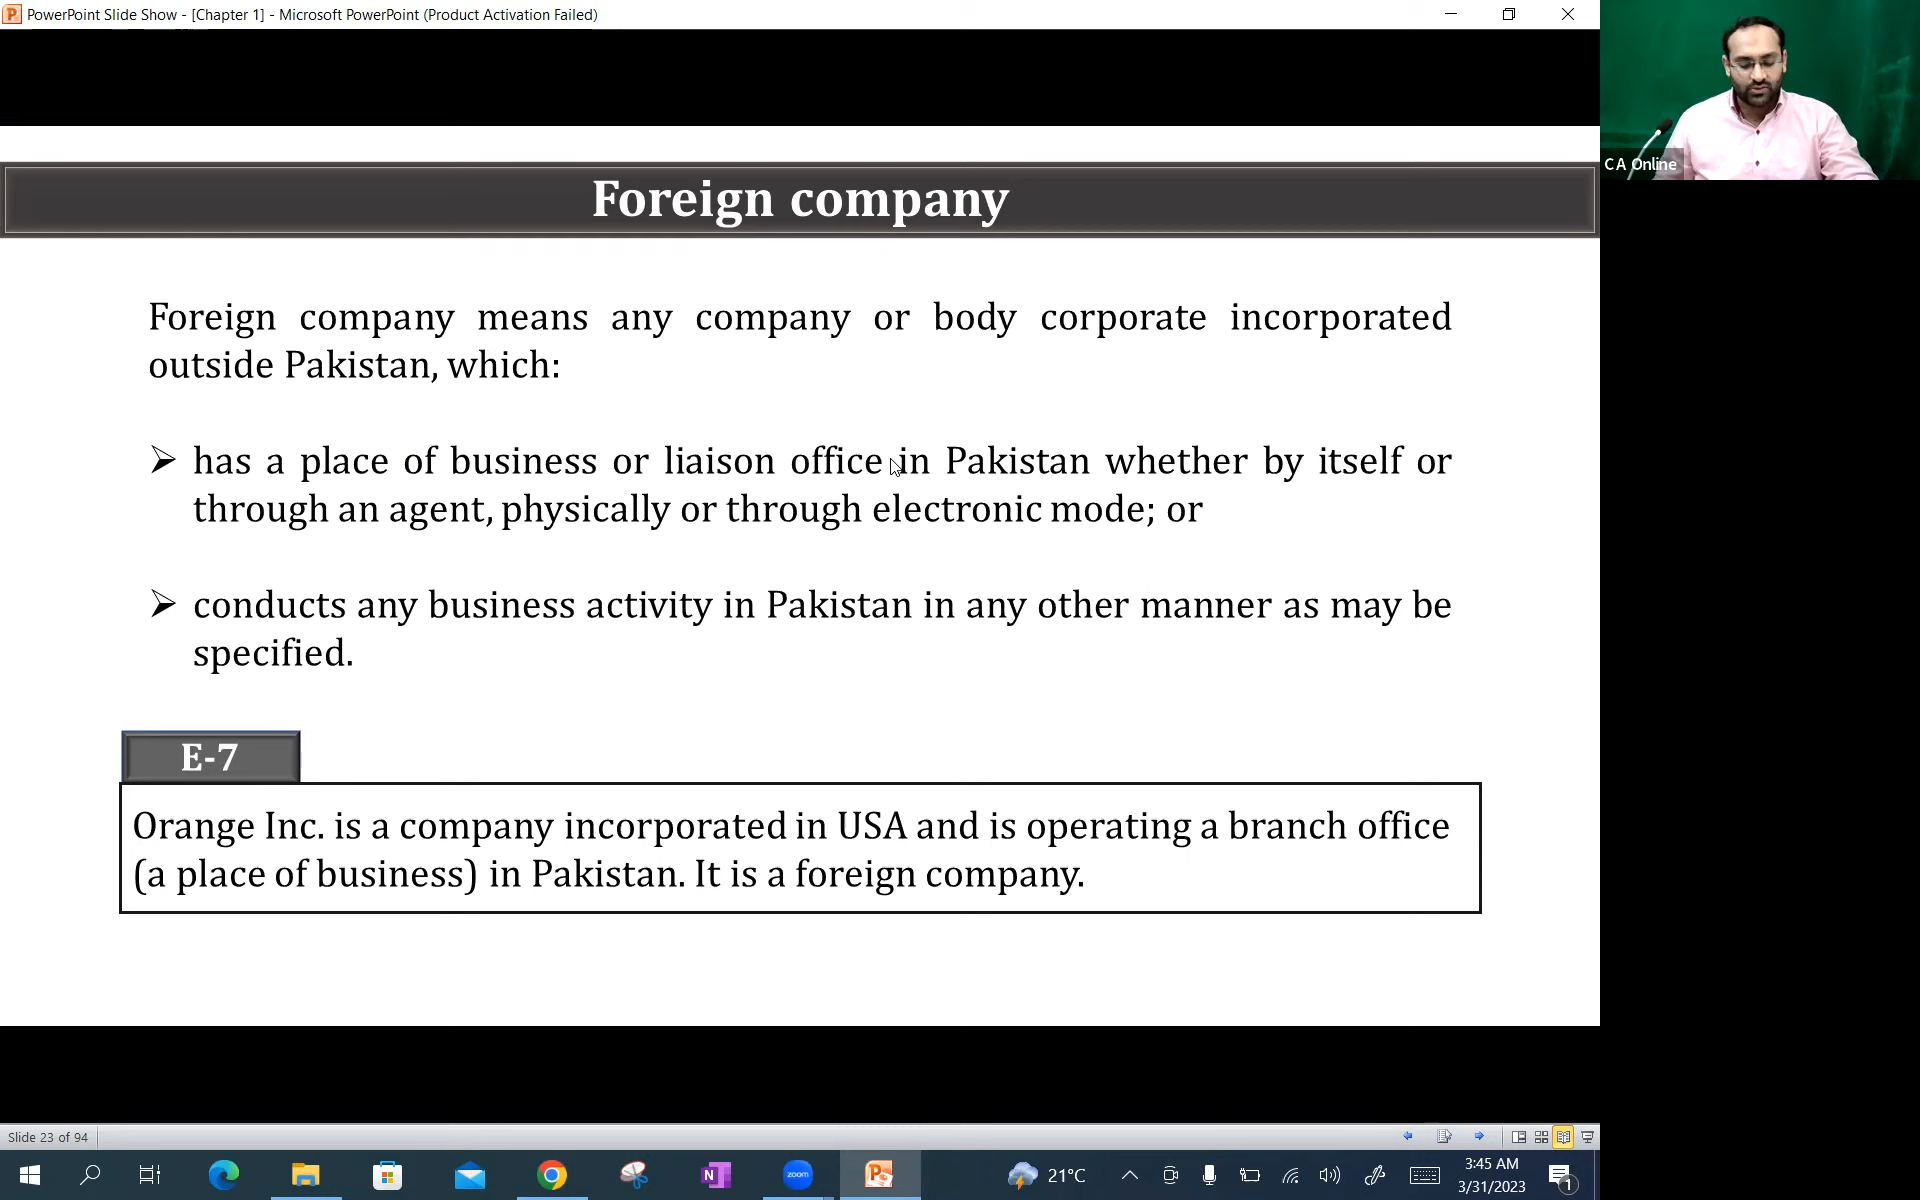 PowerPoint Slide Show - [Chapter 1] - Microsoft PowerPoint (Product Activation Failed)
CA Online
Foreign company
Foreign company means any company or body corporate incorporated
outside Pakistan, which:
has a place of business or liaison office in Pakistan whether by itself or
through an agent, physically or through electronic mode; or
conducts any business activity in Pakistan in any other manner as may be
specified.
E-7
Orange Inc. is a company incorporated in USA and is operating a branch office
(a place of business) in Pakistan. It is a foreign company.
Slide 23 of 94
zoom
21°C
3:45 AM
3/31/2023
1